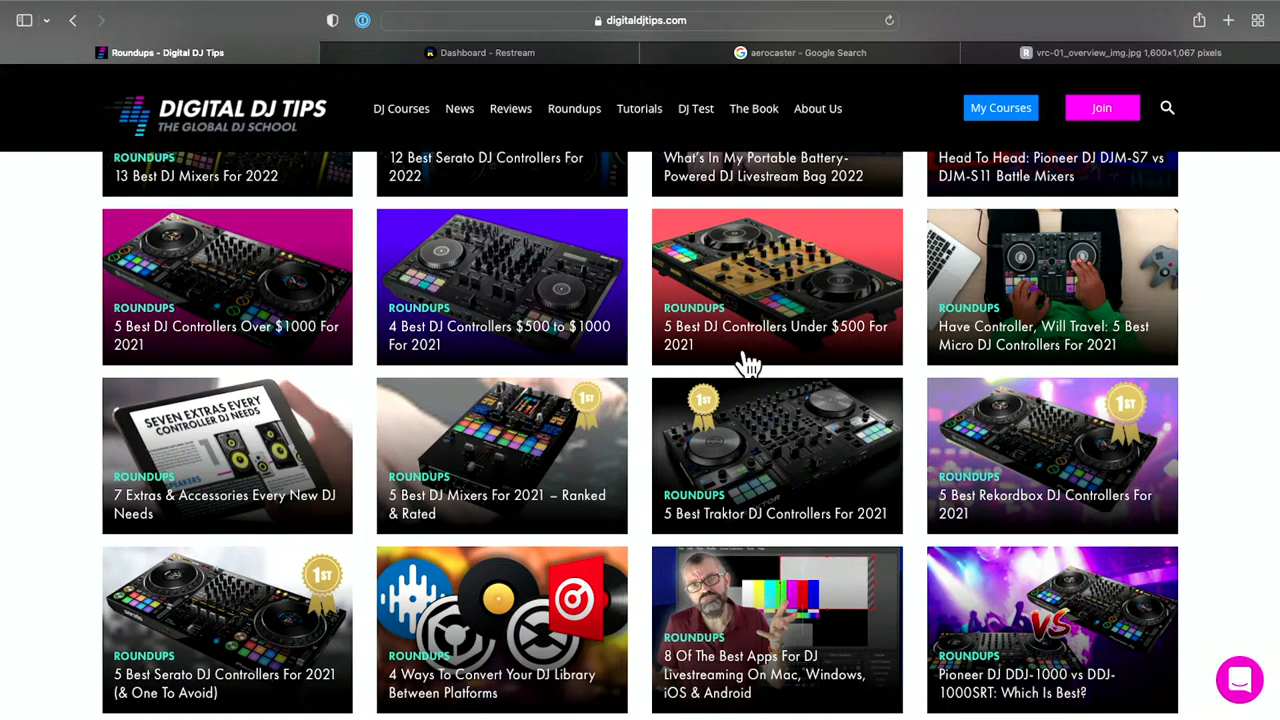 digitaldjtips.com
Roundups - Digital DJ Tips
Dashboard - Restream
aerocaster - Google Search
vrc-01_overview_img.jpg 1,600×1,067 pixels
DIGITAL DJ TIPS
THE GLOBAL DJ SCHOOL
DJ Courses
News
Reviews
Roundups
Tutorials
DJ Test
The Book
About Us
My Courses
Join
ROUNDUPS
13 Best DJ Mixers For 2022
12 Best Serato DJ Controllers For
2022
What's In My Portable Battery-
Powered DJ Livestream Bag 2022
Head To Head: Pioneer DJ DJM-S7 vs
DJM-S11 Battle Mixers
ROUNDUPS
5 Best DJ Controllers Over $1000 For
2021
ROUNDUPS
4 Best DJ Controllers $500 to $1000
For 2021
ROUNDUPS
5 Best DJ Controllers Under $500 For
2021
ROUNDUPS
Have Controller, Will Travel: 5 Best
Micro DJ Controllers For 2021
SEVEN EXTRAS EVERY
CONTROLLER DJ NEEDS
SPEAKERS
ROUNDUPS
7 Extras & Accessories Every New DJ
Needs
1ST
ROUNDUPS
5 Best DJ Mixers For 2021 – Ranked
& Rated
1ST
ROUNDUPS
5 Best Traktor DJ Controllers For 2021
1ST
ROUNDUPS
5 Best Rekordbox DJ Controllers For
2021
1ST
ROUNDUPS
5 Best Serato DJ Controllers For 2021
(& One To Avoid)
ROUNDUPS
4 Ways To Convert Your DJ Library
Between Platforms
ROUNDUPS
8 Of The Best Apps For DJ
Livestreaming On Mac, Windows,
iOS & Android
VS
ROUNDUPS
Pioneer DJ DDJ-1000 vs DDJ-
1000SRT: Which Is Best?